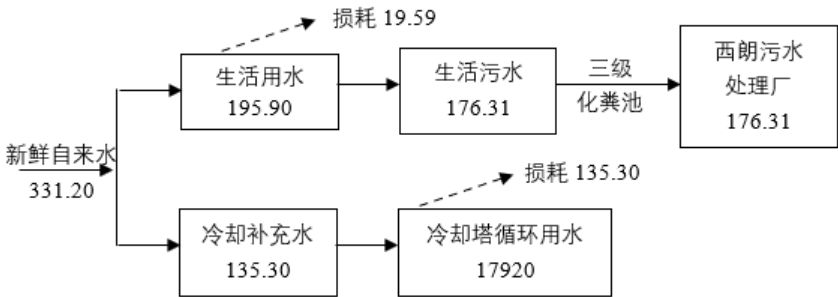 损耗 19.59
生活用水
195.90
生活污水
176.31
三级
化粪池
西朗污水
处理厂
176.31
新鲜自来水
331.20
损耗 135.30
冷却补充水
135.30
冷却塔循环用水
17920